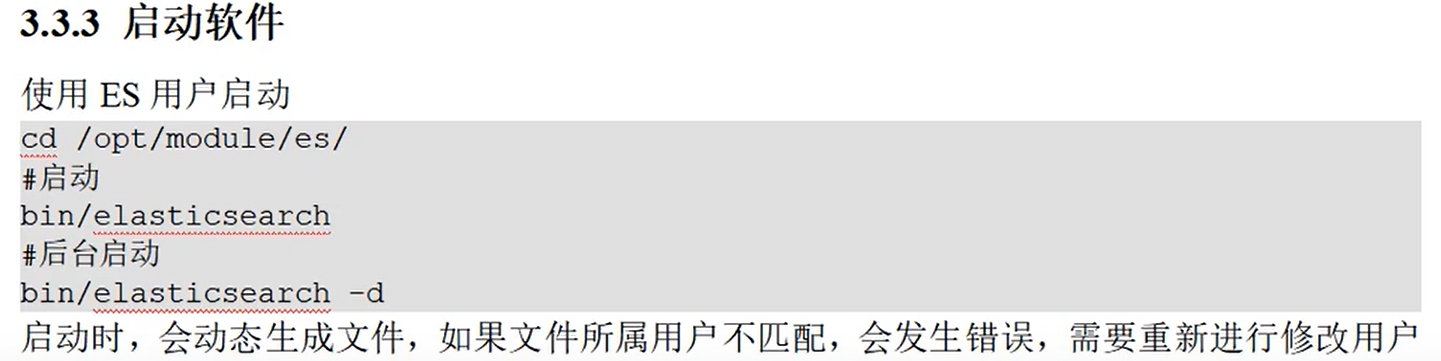 3.3.3 启动软件
使用 ES 用户启动
cd /opt/module/es/
#启动
bin/elasticsearch
#后台启动
bin/elasticsearch -d
启动时，会动态生成文件，如果文件所属用户不匹配，会发生错误，需要重新进行修改用户